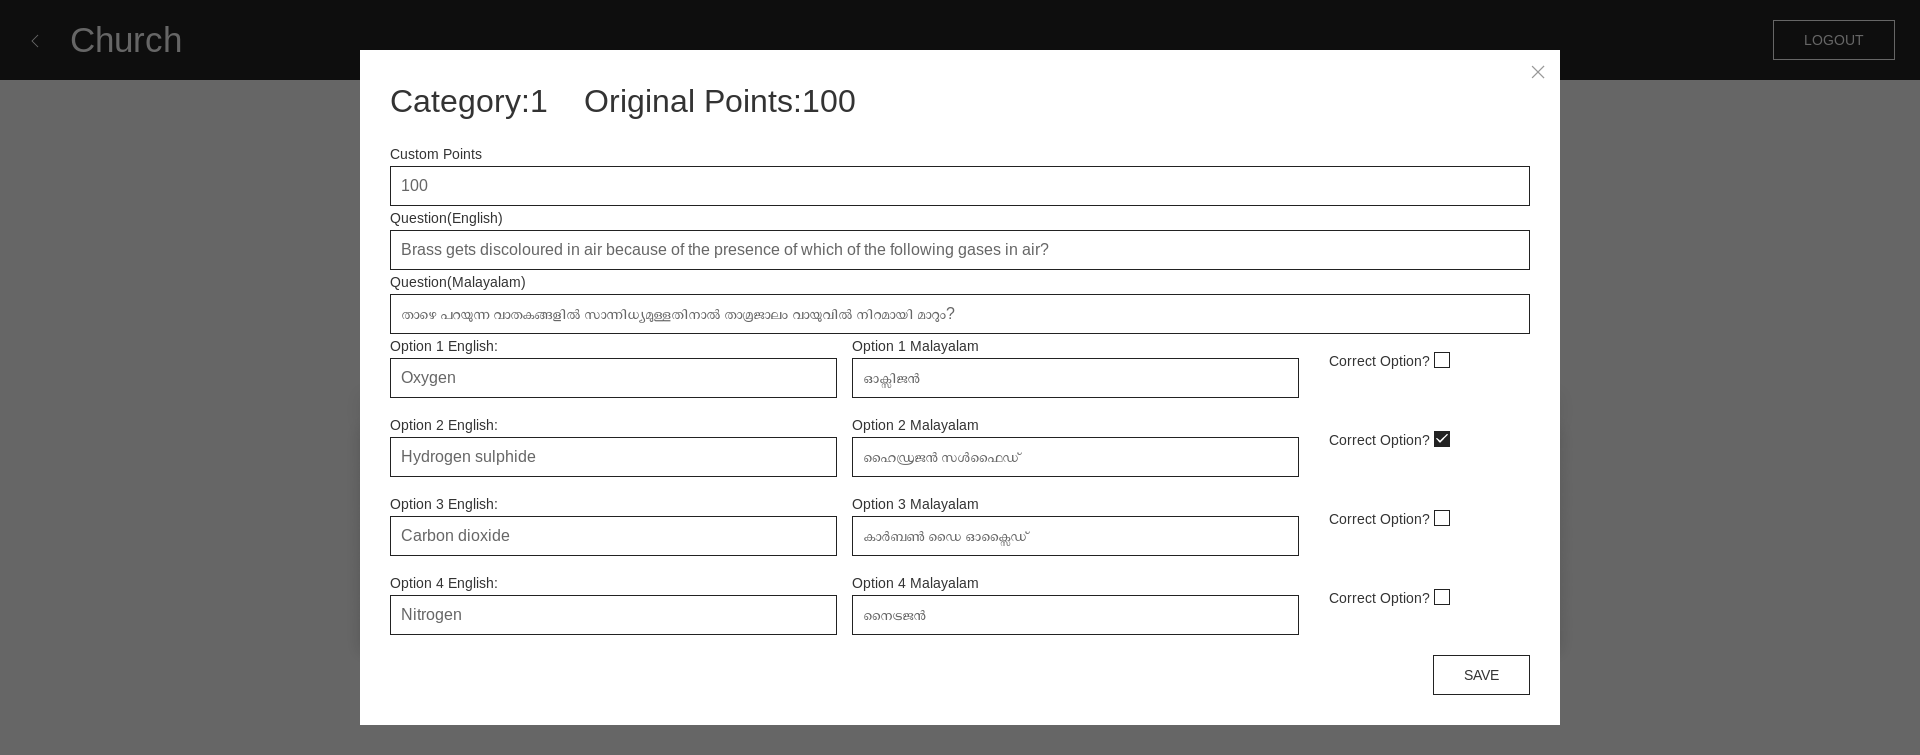 Church
LOGOUT
Category:1 Original Points:100
Custom Points
100
Question(English)
Brass gets discoloured in air because of the presence of which of the following gases in air?
Question(Malayalam)
താഴെ പറയുന്ന വാതകങ്ങളിൽ സാന്നിധ്യമുള്ളതിനാൽ താമ്രജാലം വായുവിൽ നിറമായി മാറും?
Option 1 English: Option 1 Malayalam
Oxygen ഓക്സിജൻ Correct Option?
Option 2 English: Option 2 Malayalam
Hydrogen sulphide ഹൈഡ്രജൻ സൾഫൈഡ് Correct Option?
Option 3 English: Option 3 Malayalam
Carbon dioxide കാർബൺ ഡൈ ഓക്സൈഡ് Correct Option?
Option 4 English: Option 4 Malayalam
Nitrogen നൈട്രജൻ Correct Option?
SAVE